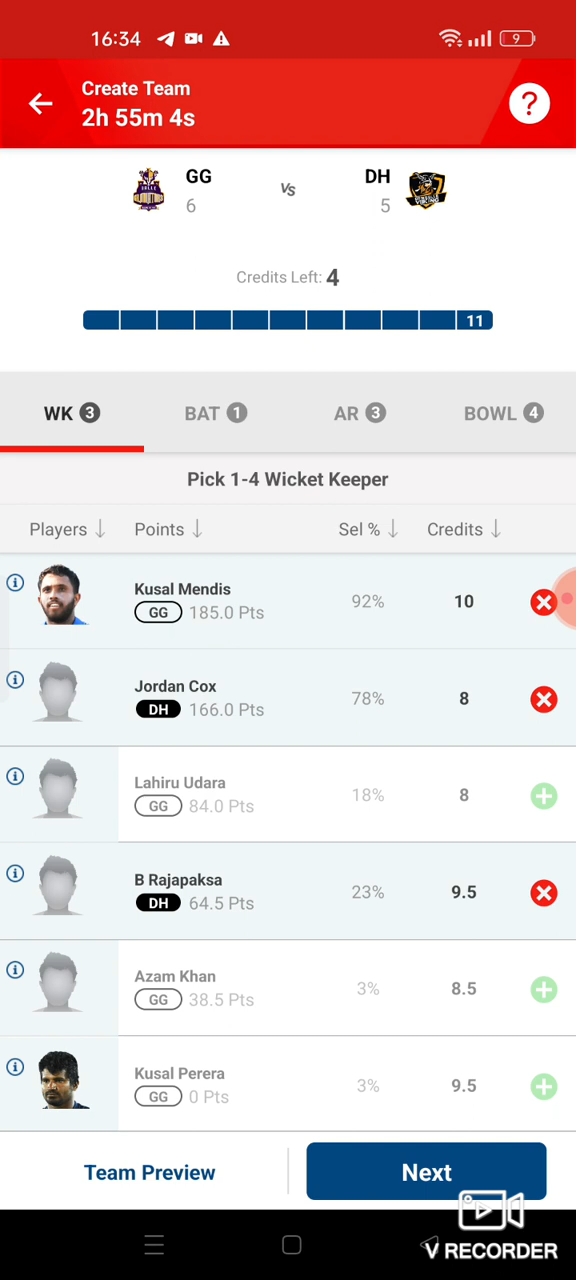 16:34
9
Create Team
2h 55m 4s
?
GG
6
Vs
DH
5
Credits Left: 4
11
WK 3
BAT 1
AR 3
BOWL 4
Pick 1-4 Wicket Keeper
Players ↓ Points ↓ Sel % ↓ Credits ↓
Kusal Mendis
GG 185.0 Pts
92%
10
Jordan Cox
DH 166.0 Pts
78%
8
Lahiru Udara
GG 84.0 Pts
18%
8
B Rajapaksa
DH 64.5 Pts
23%
9.5
Azam Khan
GG 38.5 Pts
3%
8.5
Kusal Perera
GG 0 Pts
3%
9.5
Team Preview
Next
V RECORDER